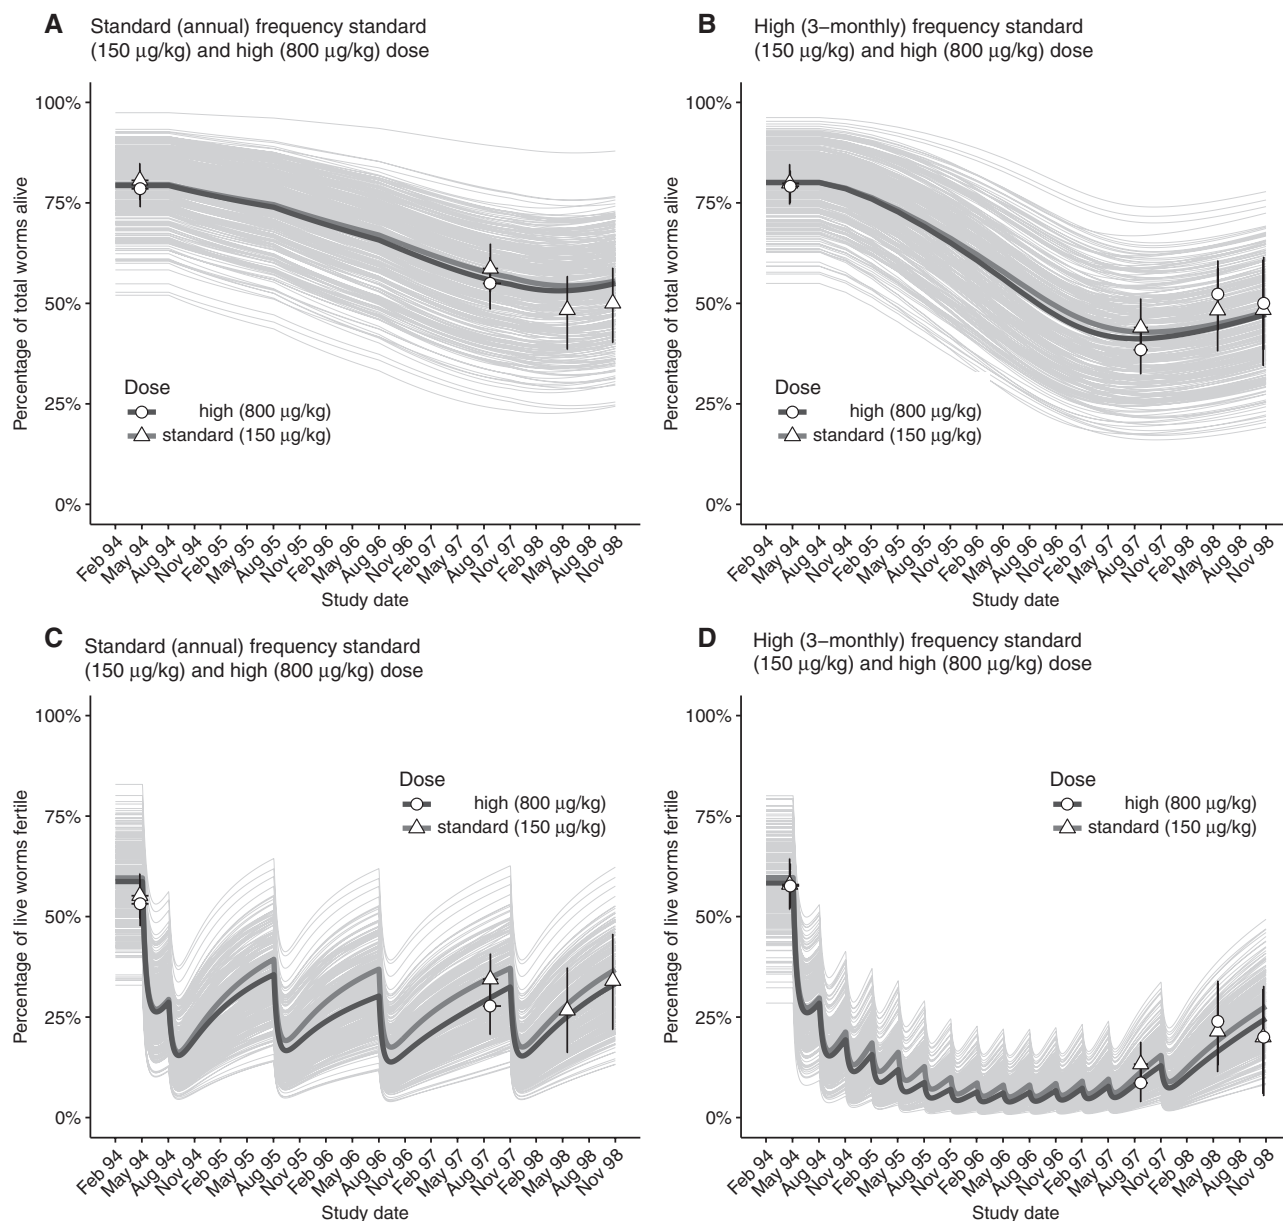 A
Standard (annual) frequency standard
(150 μg/kg) and high (800 μg/kg) dose
Percentage of total worms alive
100%
75%
50%
25%
0%
Dose
high (800 μg/kg)
standard (150 μg/kg)
Feb 94
May 94
Aug 94
Nov 94
Feb 95
May 95
Aug 95
Nov 95
Feb 96
May 96
Aug 96
Nov 96
Feb 97
May 97
Aug 97
Nov 97
Feb 98
May 98
Aug 98
Nov 98
Study date
B
High (3−monthly) frequency standard
(150 μg/kg) and high (800 μg/kg) dose
Percentage of total worms alive
100%
75%
50%
25%
0%
Dose
high (800 μg/kg)
standard (150 μg/kg)
Feb 94
May 94
Aug 94
Nov 94
Feb 95
May 95
Aug 95
Nov 95
Feb 96
May 96
Aug 96
Nov 96
Feb 97
May 97
Aug 97
Nov 97
Feb 98
May 98
Aug 98
Nov 98
Study date
C
Standard (annual) frequency standard
(150 μg/kg) and high (800 μg/kg) dose
Percentage of live worms fertile
100%
75%
50%
25%
0%
Dose
high (800 μg/kg)
standard (150 μg/kg)
Feb 94
May 94
Aug 94
Nov 94
Feb 95
May 95
Aug 95
Nov 95
Feb 96
May 96
Aug 96
Nov 96
Feb 97
May 97
Aug 97
Nov 97
Feb 98
May 98
Aug 98
Nov 98
Study date
D
High (3−monthly) frequency standard
(150 μg/kg) and high (800 μg/kg) dose
Percentage of live worms fertile
100%
75%
50%
25%
0%
Dose
high (800 μg/kg)
standard (150 μg/kg)
Feb 94
May 94
Aug 94
Nov 94
Feb 95
May 95
Aug 95
Nov 95
Feb 96
May 96
Aug 96
Nov 96
Feb 97
May 97
Aug 97
Nov 97
Feb 98
May 98
Aug 98
Nov 98
Study date